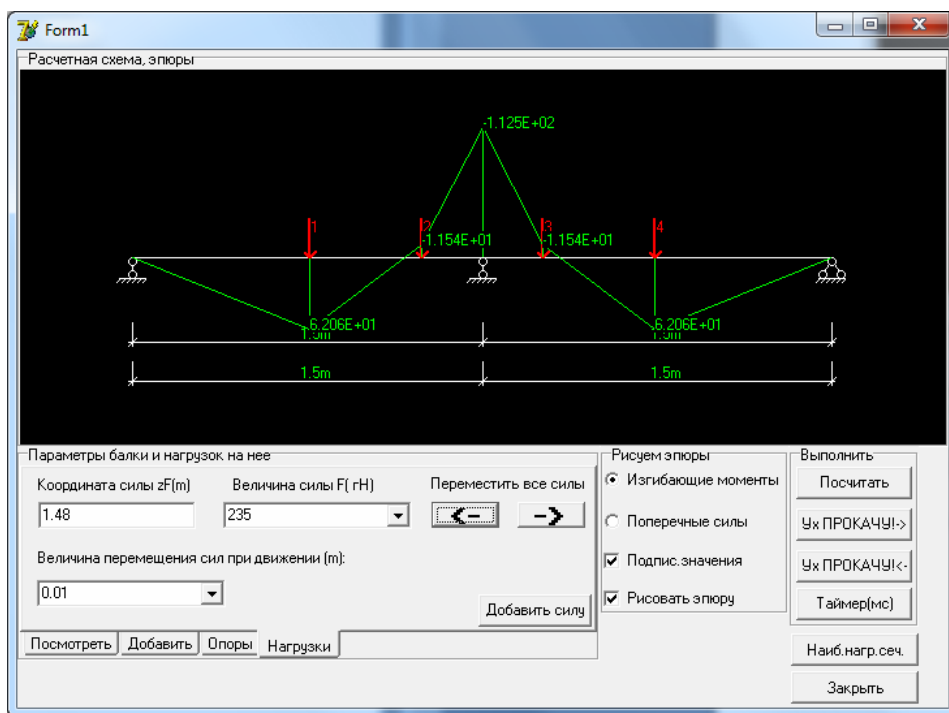 Form1
Расчетная схема, эпюры
-1.125E+02
1
2
3
4
-1.154E+01
-1.154E+01
6.206E+01
6.206E+01
1.5m
1.5m
1.5m
1.5m
Параметры балки и нагрузок на нее
Координата силы zF(m)
Величина силы F( гН)
Переместить все силы
1.48
235
<-
->
Величина перемещения сил при движении (m):
0.01
Добавить силу
Посмотреть
Добавить
Опоры
Нагрузки
Рисуем эпюры
Изгибающие моменты
Поперечные силы
Подпис.значения
Рисовать эпюру
Выполнить
Посчитать
Ух ПРОКАЧУ!->
Ух ПРОКАЧУ!<-
Таймер(мс)
Наиб.нагр.сеч.
Закрыть